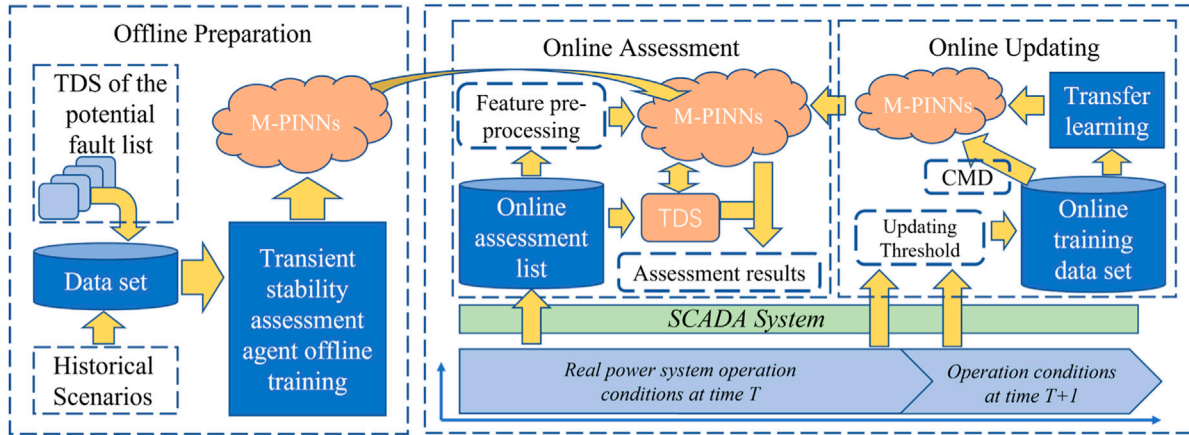 Offline Preparation
TDS of the
potential
fault list
M-PINNs
Data set
Transient
stability
assessment
agent offline
training
Historical
Scenarios
Online Assessment
Feature pre-
processing
M-PINNs
Online
assessment
list
TDS
Assessment results
Online Updating
M-PINNs
Transfer
learning
CMD
Updating
Threshold
Online
training
data set
SCADA System
Real power system operation
conditions at time T
Operation conditions
at time T+1